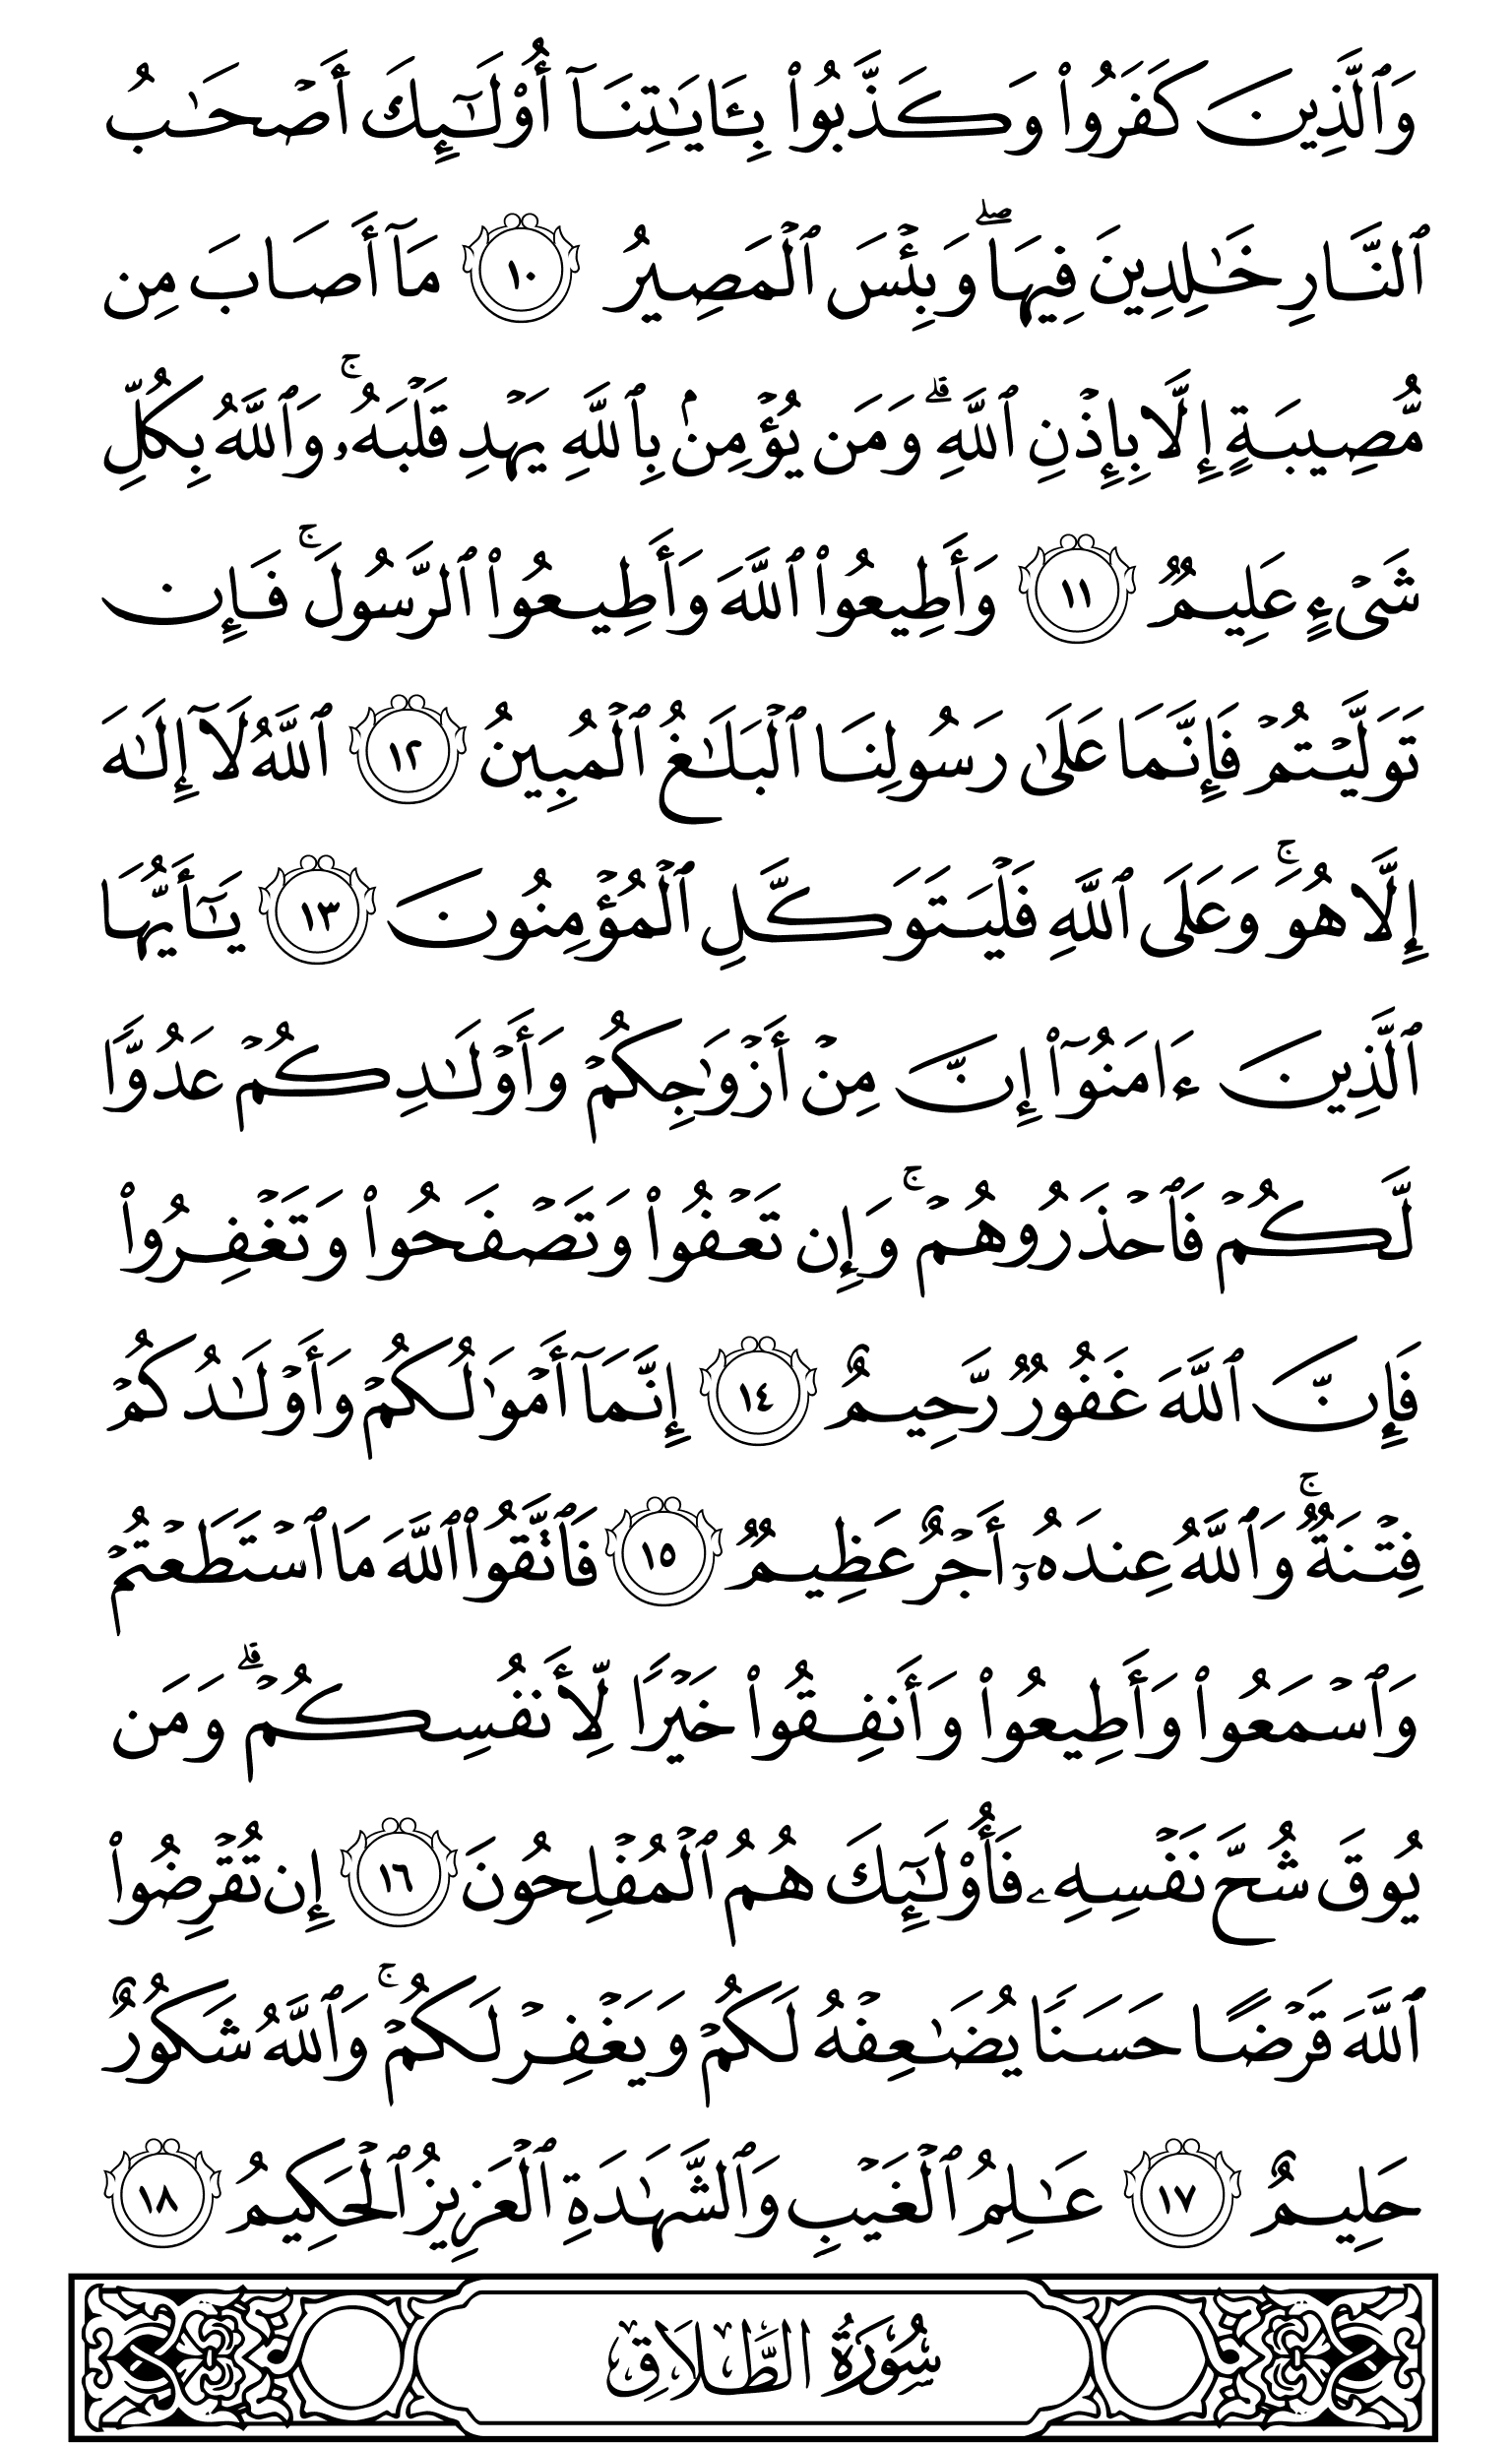 وَٱلَّذِينَ كَفَرُوا۟ وَكَذَّبُوا۟ بِـَٔايَـٰتِنَآ أُو۟لَـٰٓئِكَ أَصْحَـٰبُ
ٱلنَّارِ خَـٰلِدِينَ فِيهَا ۖ وَبِئْسَ ٱلْمَصِيرُ ١٠ مَآ أَصَابَ مِن
مُّصِيبَةٍ إِلَّا بِإِذْنِ ٱللَّهِ ۗ وَمَن يُؤْمِنۢ بِٱللَّهِ يَهْدِ قَلْبَهُۥ ۚ وَٱللَّهُ بِكُلِّ
شَىْءٍ عَلِيمٌ ١١ وَأَطِيعُوا۟ ٱللَّهَ وَأَطِيعُوا۟ ٱلرَّسُولَ ۚ فَإِن
تَوَلَّيْتُمْ فَإِنَّمَا عَلَىٰ رَسُولِنَا ٱلْبَلَـٰغُ ٱلْمُبِينُ ١٢ ٱللَّهُ لَآ إِلَـٰهَ
إِلَّا هُوَ ۚ وَعَلَى ٱللَّهِ فَلْيَتَوَكَّلِ ٱلْمُؤْمِنُونَ ١٣ يَـٰٓأَيُّهَا
ٱلَّذِينَ ءَامَنُوٓا۟ إِنَّ مِنْ أَزْوَٰجِكُمْ وَأَوْلَـٰدِكُمْ عَدُوًّا
لَّكُمْ فَٱحْذَرُوهُمْ ۚ وَإِن تَعْفُوا۟ وَتَصْفَحُوا۟ وَتَغْفِرُوا۟
فَإِنَّ ٱللَّهَ غَفُورٌ رَّحِيمٌ ١٤ إِنَّمَآ أَمْوَٰلُكُمْ وَأَوْلَـٰدُكُمْ
فِتْنَةٌ ۚ وَٱللَّهُ عِندَهُۥٓ أَجْرٌ عَظِيمٌ ١٥ فَٱتَّقُوا۟ ٱللَّهَ مَا ٱسْتَطَعْتُمْ
وَٱسْمَعُوا۟ وَأَطِيعُوا۟ وَأَنفِقُوا۟ خَيْرًا لِّأَنفُسِكُمْ ۗ وَمَن
يُوقَ شُحَّ نَفْسِهِۦ فَأُو۟لَـٰٓئِكَ هُمُ ٱلْمُفْلِحُونَ ١٦ إِن تُقْرِضُوا۟
ٱللَّهَ قَرْضًا حَسَنًا يُضَـٰعِفْهُ لَكُمْ وَيَغْفِرْ لَكُمْ ۚ وَٱللَّهُ شَكُورٌ
حَلِيمٌ ١٧ عَـٰلِمُ ٱلْغَيْبِ وَٱلشَّهَـٰدَةِ ٱلْعَزِيزُ ٱلْحَكِيمُ ١٨
سُورَةُ الطَّلَاقِ